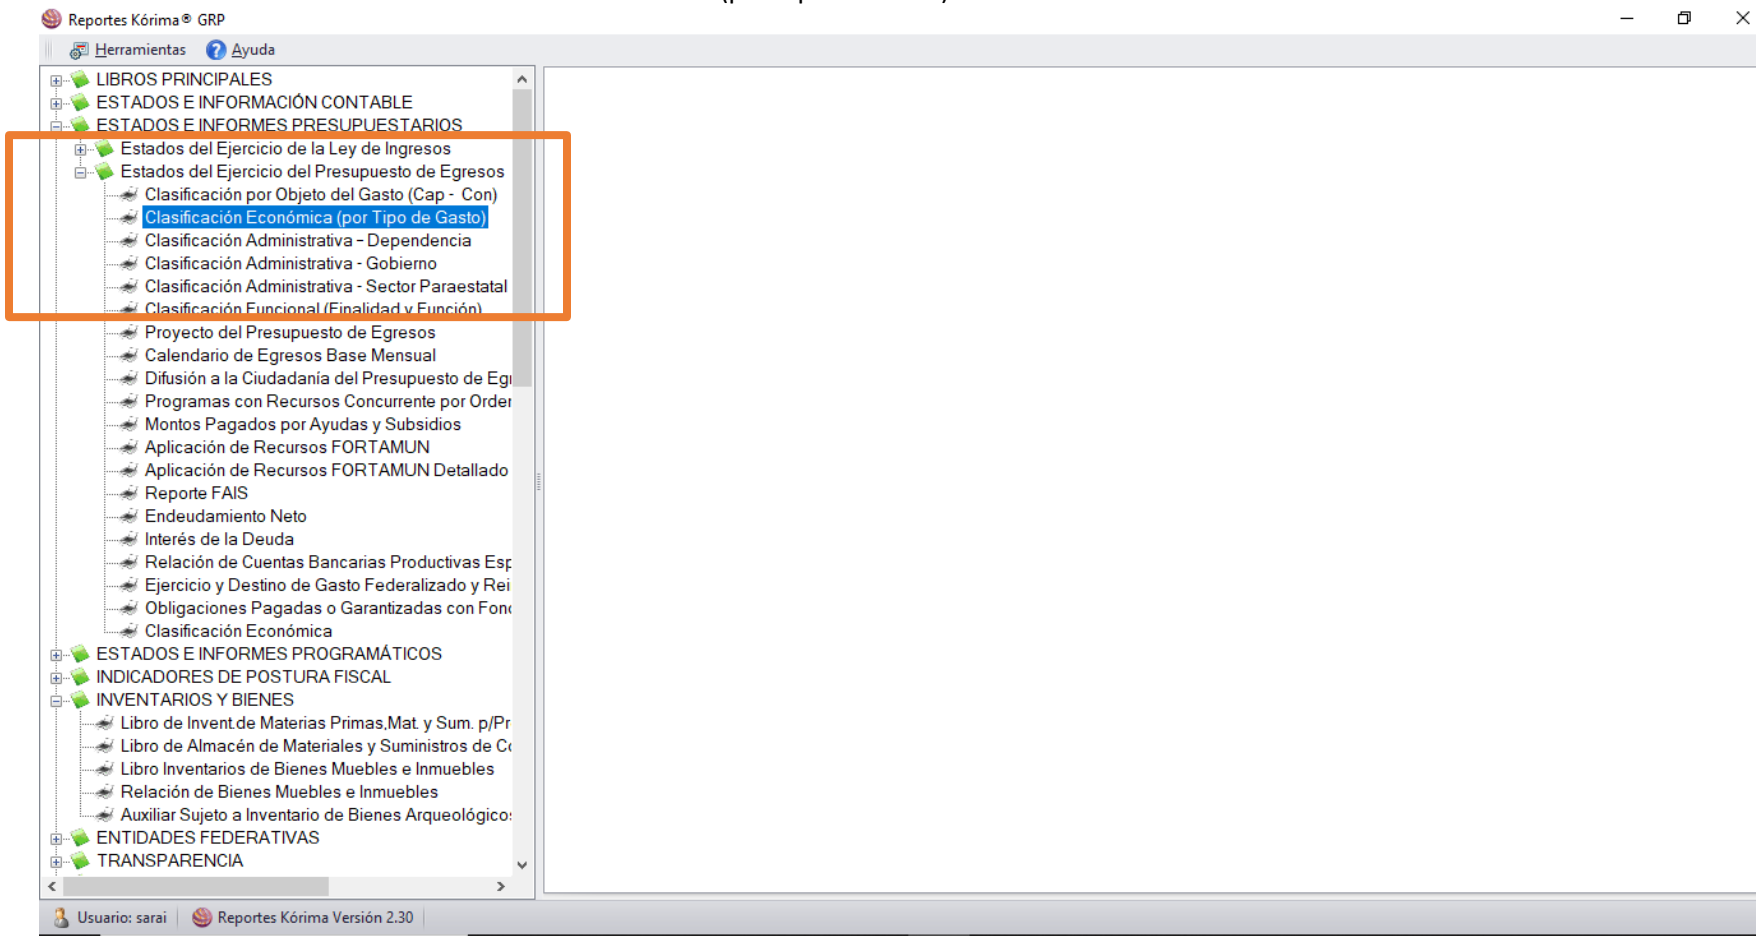 Reportes Kórima® GRP
Herramientas Ayuda
LIBROS PRINCIPALES
ESTADOS E INFORMACIÓN CONTABLE
ESTADOS E INFORMES PRESUPUESTARIOS
Estados del Ejercicio de la Ley de Ingresos
Estados del Ejercicio del Presupuesto de Egresos
Clasificación por Objeto del Gasto (Cap - Con)
Clasificación Económica (por Tipo de Gasto)
Clasificación Administrativa – Dependencia
Clasificación Administrativa - Gobierno
Clasificación Administrativa - Sector Paraestatal
Clasificación Funcional (Finalidad y Función)
Proyecto del Presupuesto de Egresos
Calendario de Egresos Base Mensual
Difusión a la Ciudadanía del Presupuesto de Egr
Programas con Recursos Concurrente por Order
Montos Pagados por Ayudas y Subsidios
Aplicación de Recursos FORTAMUN
Aplicación de Recursos FORTAMUN Detallado
Reporte FAIS
Endeudamiento Neto
Interés de la Deuda
Relación de Cuentas Bancarias Productivas Esp
Ejercicio y Destino de Gasto Federalizado y Rei
Obligaciones Pagadas o Garantizadas con Fond
Clasificación Económica
ESTADOS E INFORMES PROGRAMÁTICOS
INDICADORES DE POSTURA FISCAL
INVENTARIOS Y BIENES
Libro de Invent.de Materias Primas,Mat. y Sum. p/Pr
Libro de Almacén de Materiales y Suministros de Co
Libro Inventarios de Bienes Muebles e Inmuebles
Relación de Bienes Muebles e Inmuebles
Auxiliar Sujeto a Inventario de Bienes Arqueológicos
ENTIDADES FEDERATIVAS
TRANSPARENCIA
Usuario: sarai Reportes Kórima Versión 2.30